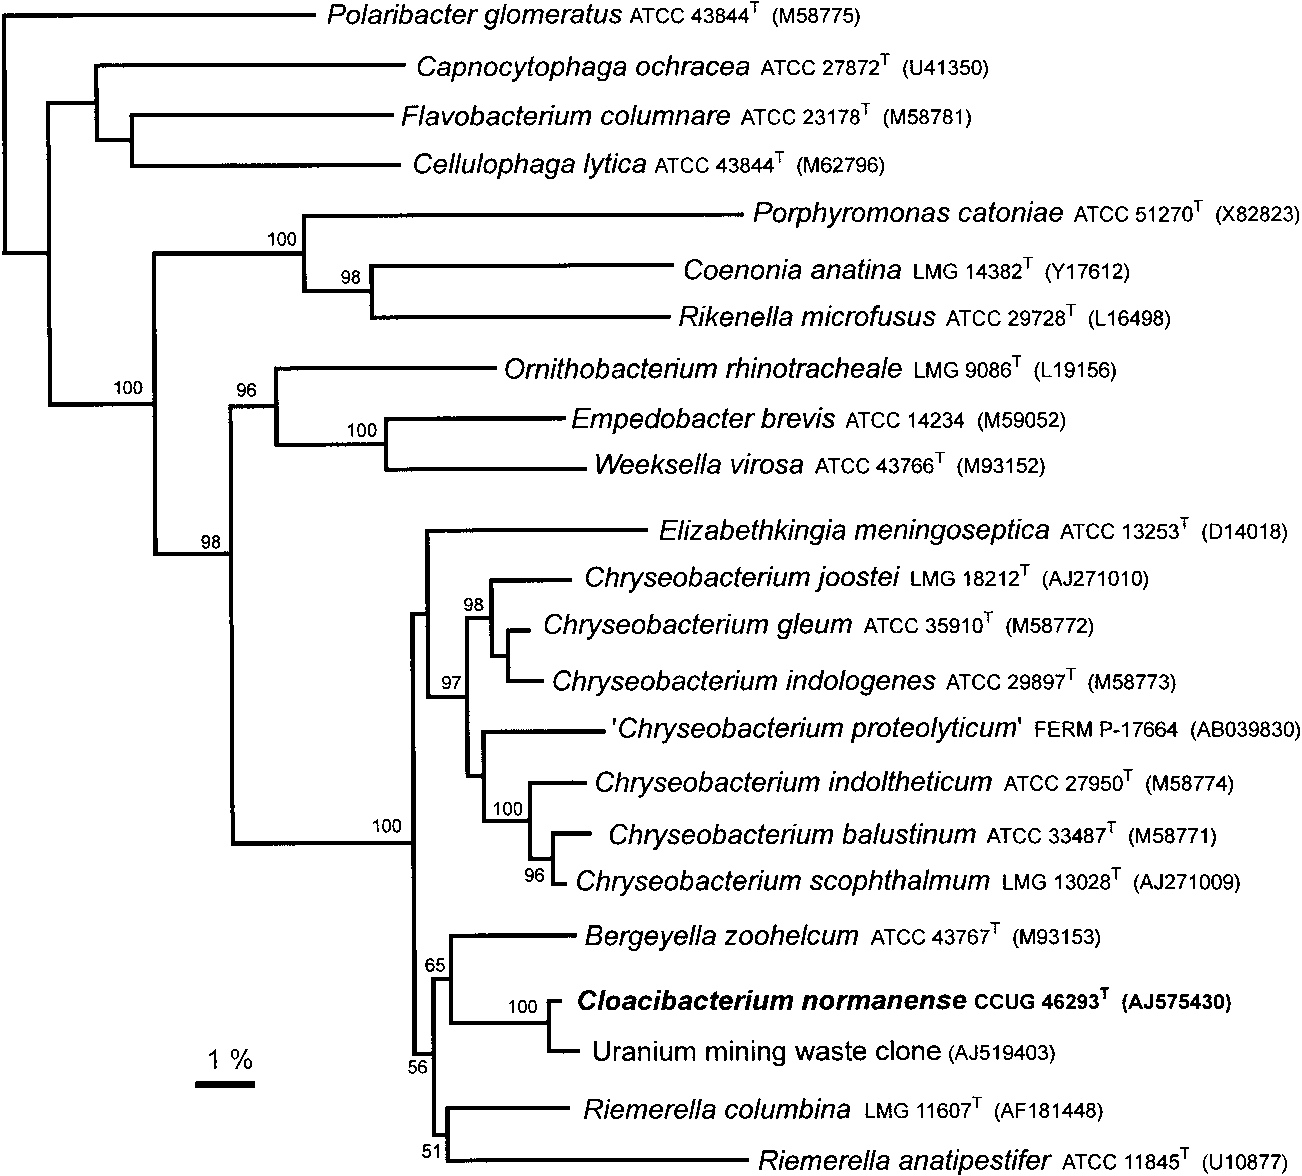 Polaribacter glomeratus ATCC 43844T (M58775)
Capnocytophaga ochracea ATCC 27872T (U41350)
Flavobacterium columnare ATCC 23178T (M58781)
Cellulophaga lytica ATCC 43844T (M62796)
Porphyromonas catoniae ATCC 51270T (X82823)
100
Coenonia anatina LMG 14382T (Y17612)
98
Rikenella microfusus ATCC 29728T (L16498)
Ornithobacterium rhinotracheale LMG 9086T (L19156)
100
96
Empedobacter brevis ATCC 14234 (M59052)
100
Weeksella virosa ATCC 43766T (M93152)
Elizabethkingia meningoseptica ATCC 13253T (D14018)
98
Chryseobacterium joostei LMG 18212T (AJ271010)
98
Chryseobacterium gleum ATCC 35910T (M58772)
Chryseobacterium indologenes ATCC 29897T (M58773)
97
'Chryseobacterium proteolyticum' FERM P-17664 (AB039830)
Chryseobacterium indoltheticum ATCC 27950T (M58774)
100
Chryseobacterium balustinum ATCC 33487T (M58771)
100
96
Chryseobacterium scophthalmum LMG 13028T (AJ271009)
Bergeyella zoohelcum ATCC 43767T (M93153)
65
Cloacibacterium normanense CCUG 46293T (AJ575430)
100
Uranium mining waste clone (AJ519403)
1 %
56
Riemerella columbina LMG 11607T (AF181448)
51
Riemerella anatipestifer ATCC 11845T (U10877)